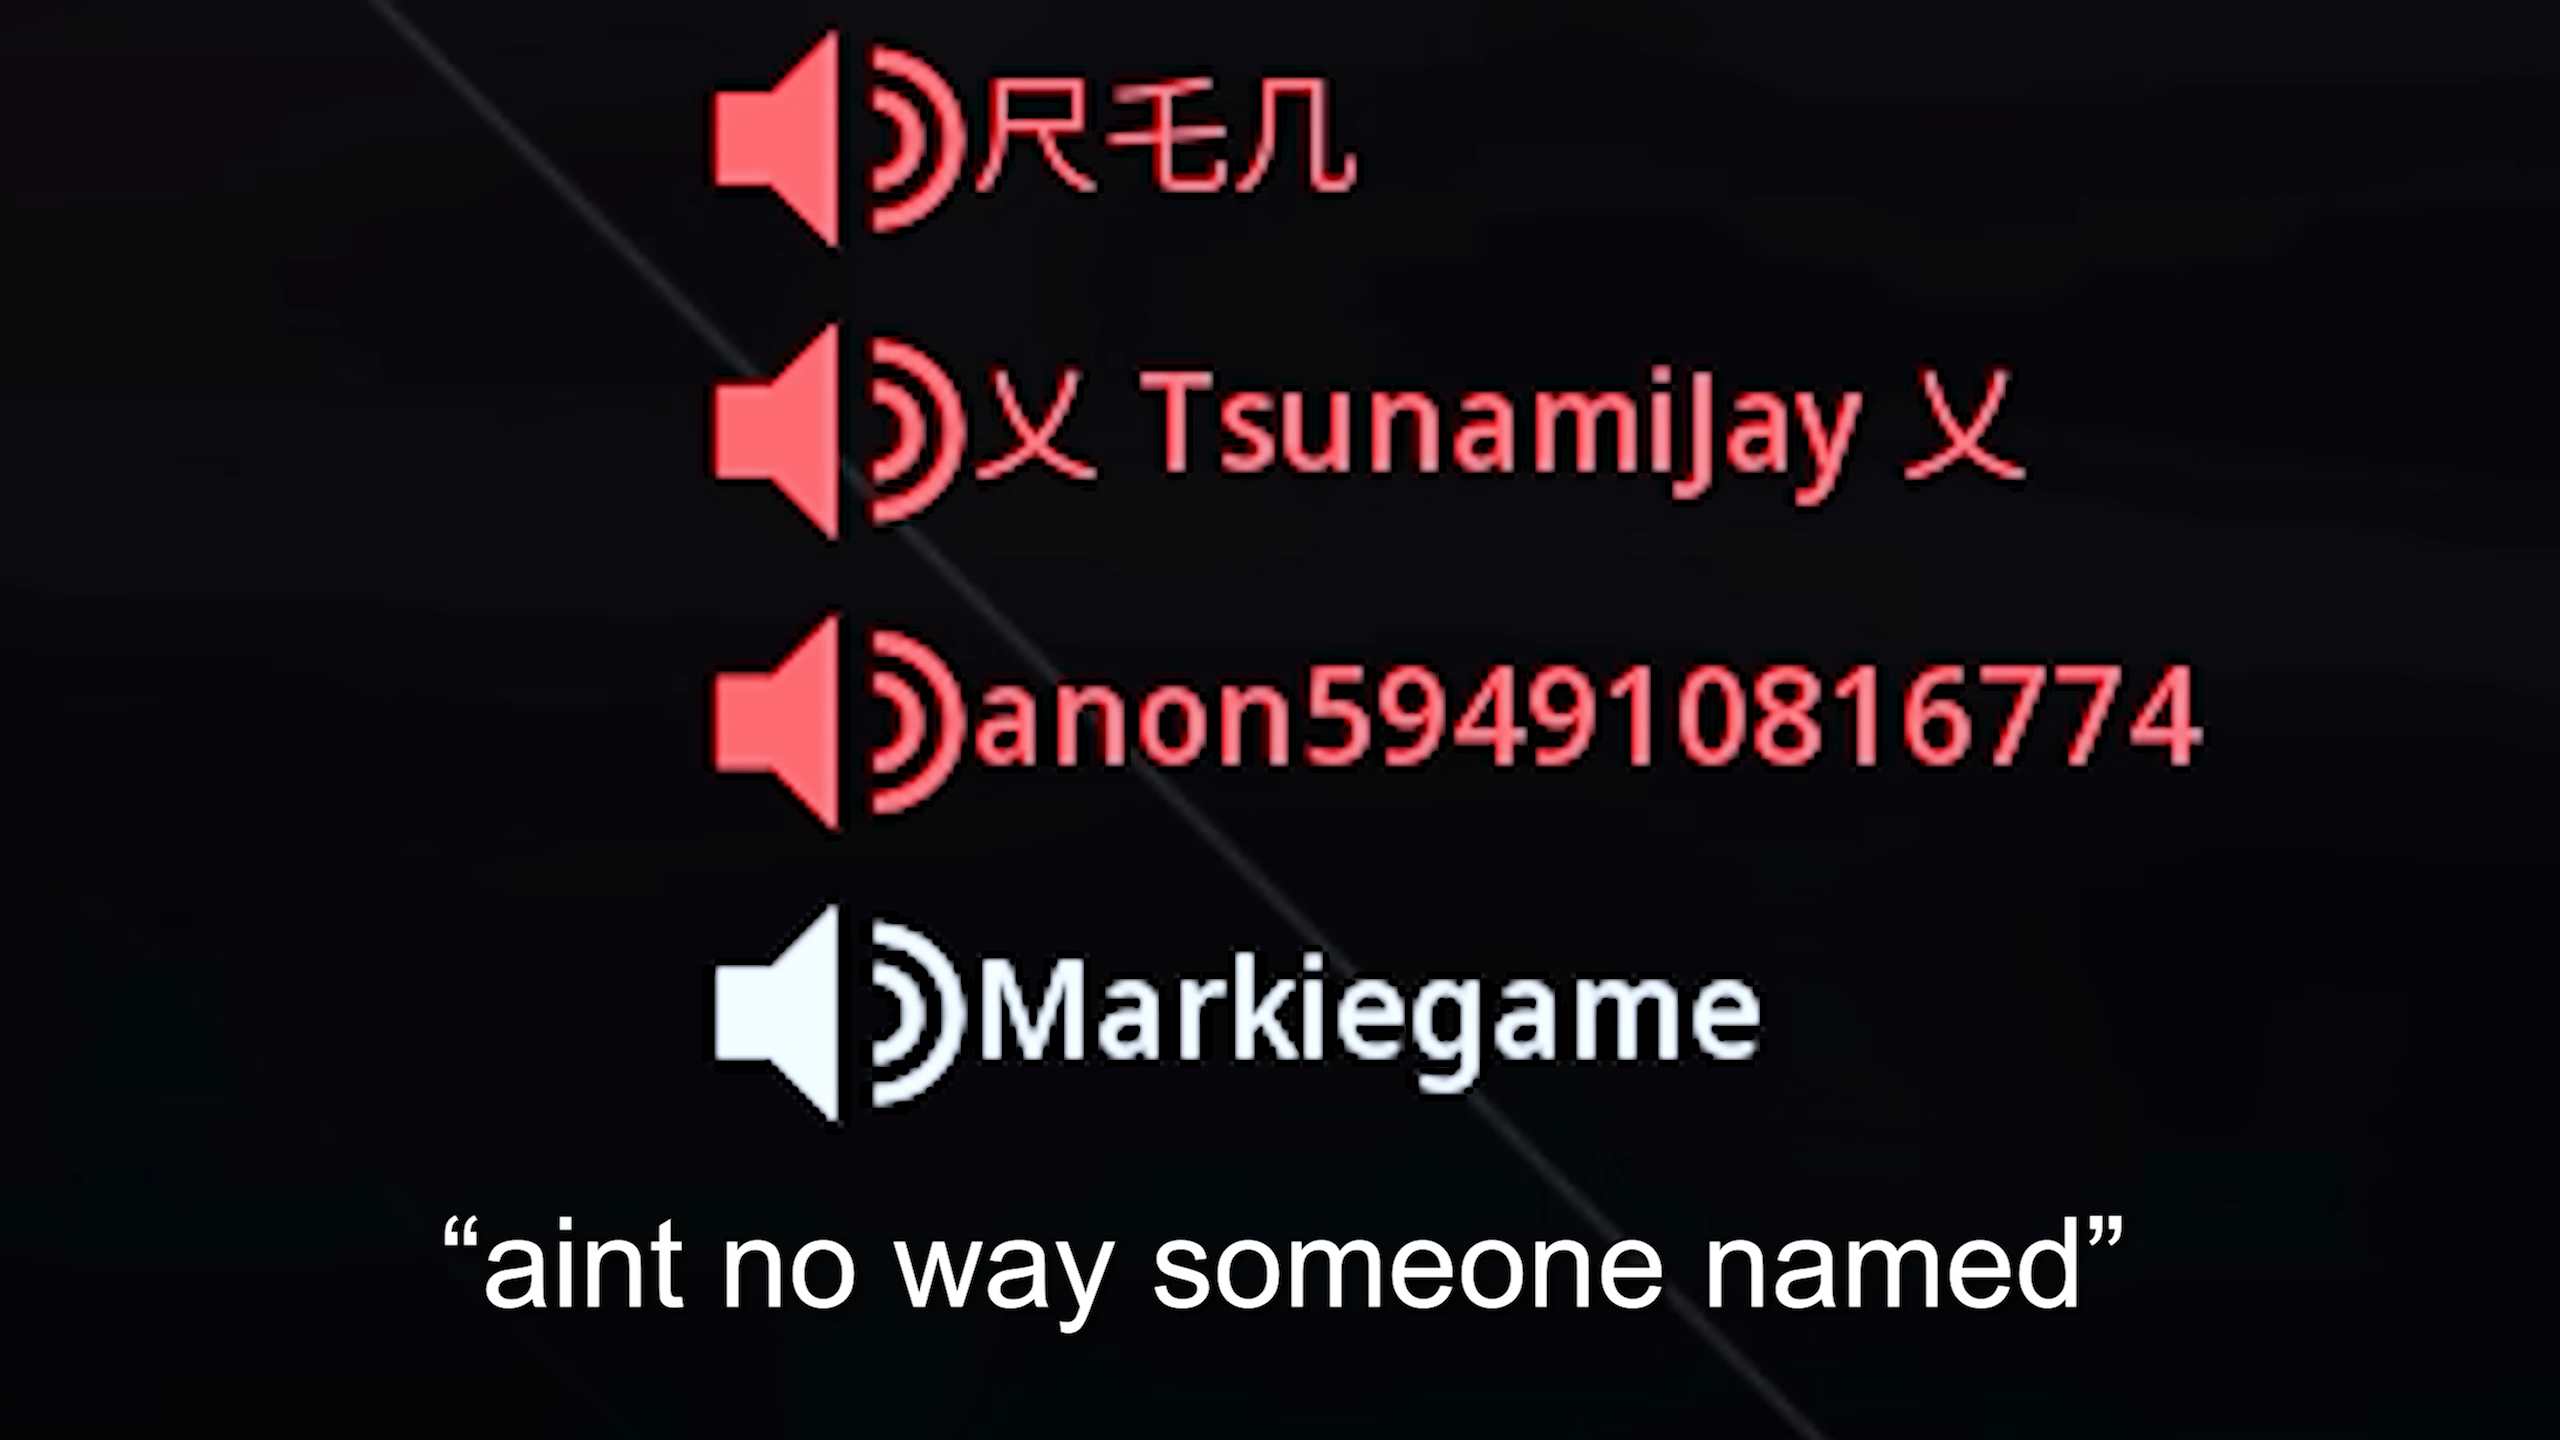 尺毛几
乂 TsunamiJay 乂
anon594910816774
Markiegame
“aint no way someone named”